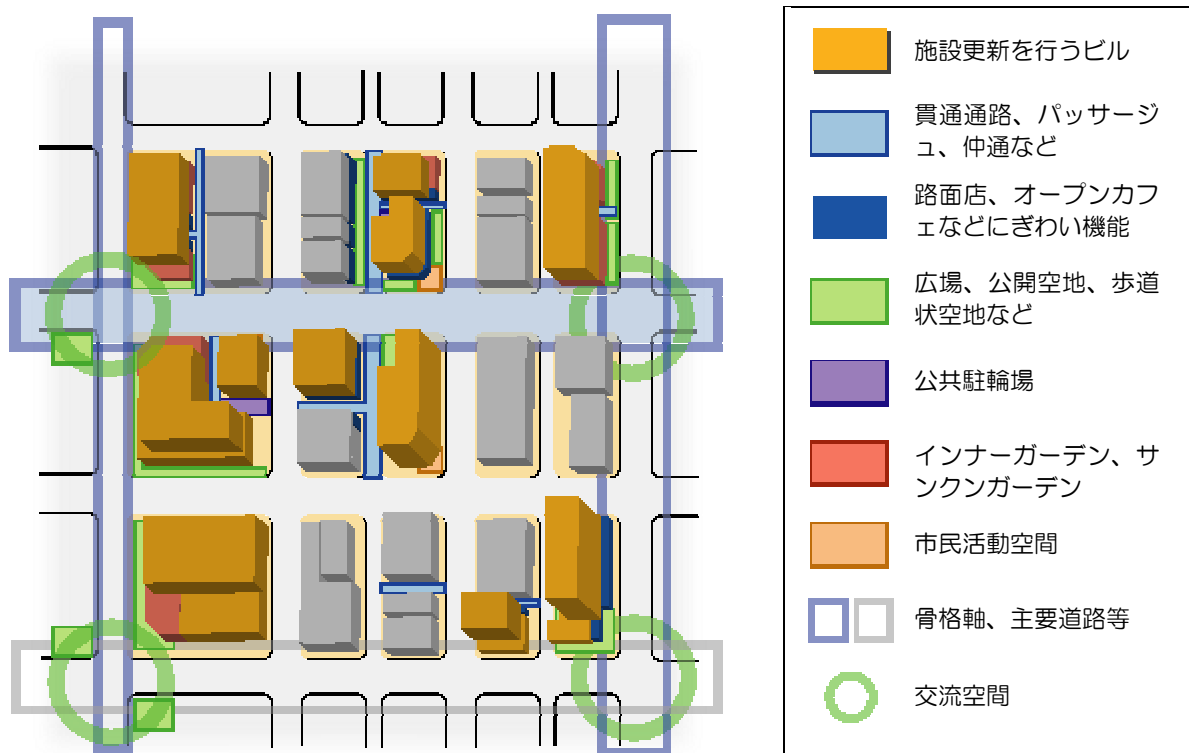 施設更新を行うビル
貫通通路、パッサージ
ュ、仲通など
路面店、オープンカフ
ェなどにぎわい機能
広場、公開空地、歩道
状空地など
公共駐輪場
インナーガーデン、サ
ンクンガーデン
市民活動空間
骨格軸、主要道路等
交流空間